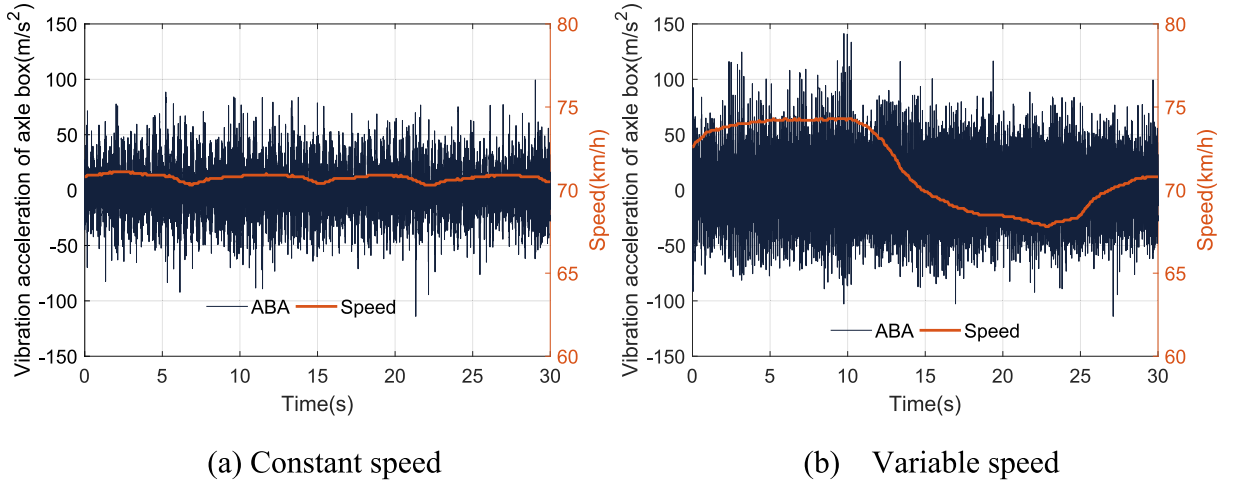 Vibration acceleration of axle box(m/s²)
150
100
50
0
-50
-100
-150
80
75
70
65
60
Speed(km/h)
ABA Speed
0 5 10 15 20 25 30
Time(s)
(a) Constant speed
Vibration acceleration of axle box(m/s²)
150
100
50
0
-50
-100
-150
80
75
70
65
60
Speed(km/h)
ABA Speed
0 5 10 15 20 25 30
Time(s)
(b) Variable speed